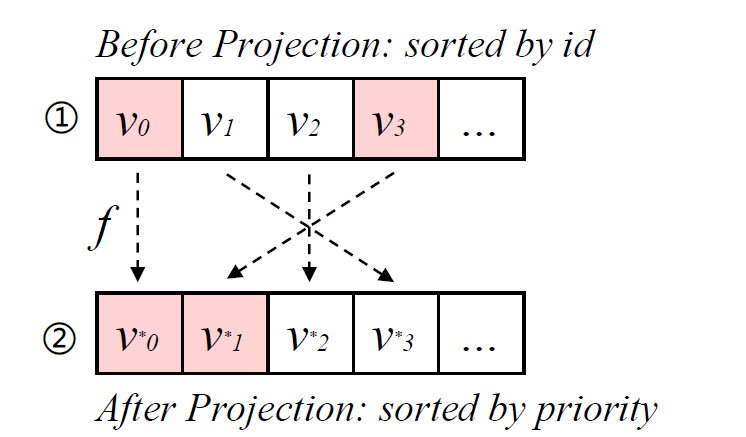 Before Projection: sorted by id
① v0 v1 v2 v3 ...
f
② v*0 v*1 v*2 v*3 ...
After Projection: sorted by priority